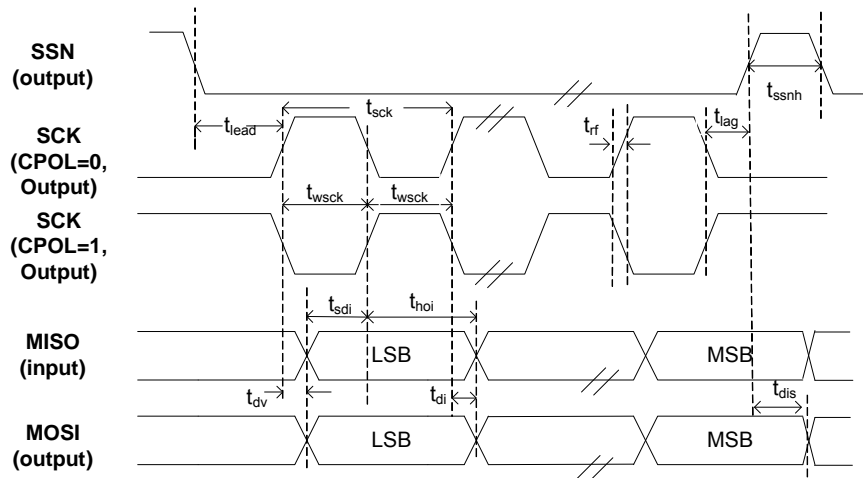 SSN
(output)
t_ssnh
t_sck
t_lead
t_rf
t_lag
SCK
(CPOL=0,
Output)
t_wsck
t_wsck
SCK
(CPOL=1,
Output)
t_sdi
t_hoi
MISO
(input)
LSB
MSB
t_dv
t_di
t_dis
MOSI
(output)
LSB
MSB